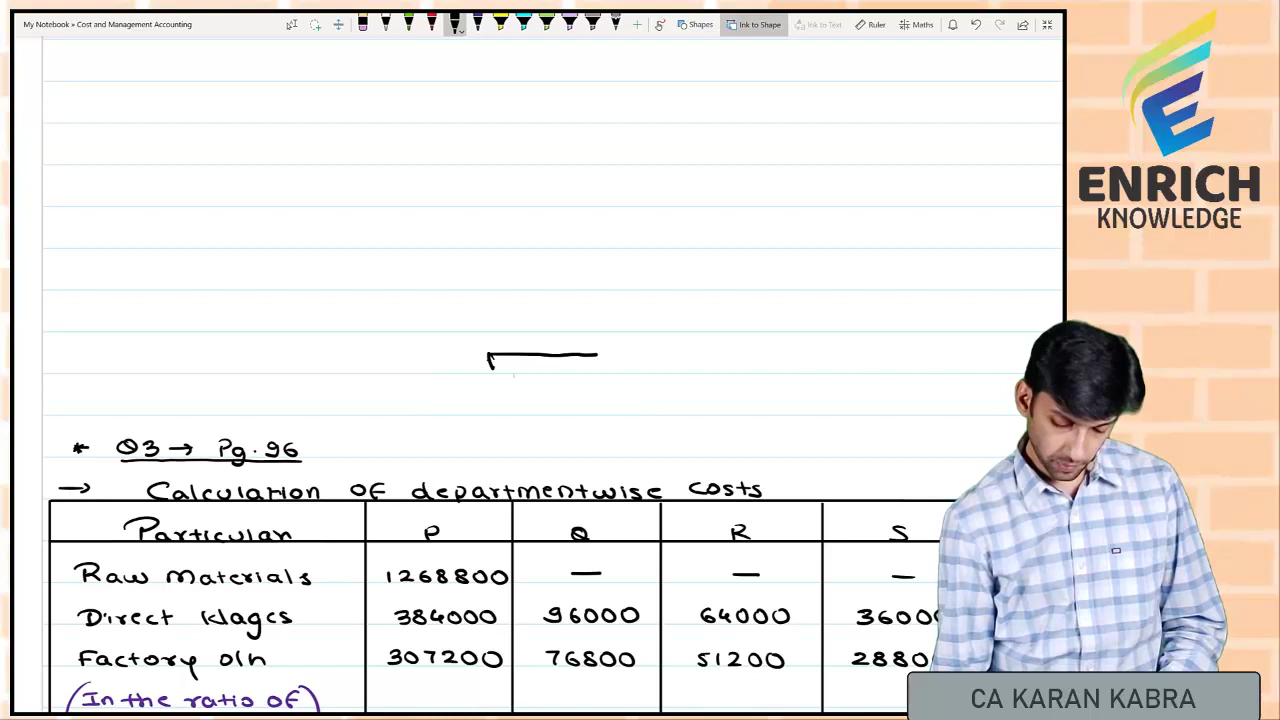 My Notebook » Cost and Management Accounting
Shapes Ink to Shape Ink to Text Ruler Maths
ENRICH
KNOWLEDGE
* Q3 → Pg. 96
→ Calculation of departmentwise costs
Particular P Q R S
Raw Materials 1268800 — — —
Direct Wages 384000 96000 64000 36000
Factory o/h 307200 76800 51200 2880
(In the ratio of)
CA KARAN KABRA